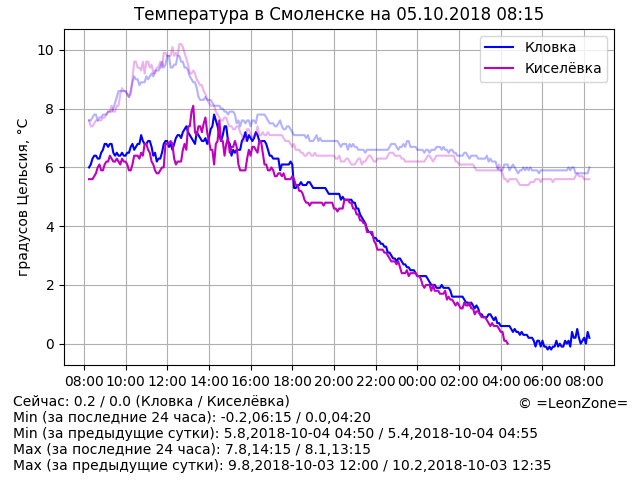 Температура в Смоленске на 05.10.2018 08:15
Кловка
Киселёвка
градусов Цельсия, °C
10
8
6
4
2
0
08:00 10:00 12:00 14:00 16:00 18:00 20:00 22:00 00:00 02:00 04:00 06:00 08:00
Сейчас: 0.2 / 0.0 (Кловка / Киселёвка)
© =LeonZone=
Min (за последние 24 часа): -0.2,06:15 / 0.0,04:20
Min (за предыдущие сутки): 5.8,2018-10-04 04:50 / 5.4,2018-10-04 04:55
Max (за последние 24 часа): 7.8,14:15 / 8.1,13:15
Max (за предыдущие сутки): 9.8,2018-10-03 12:00 / 10.2,2018-10-03 12:35